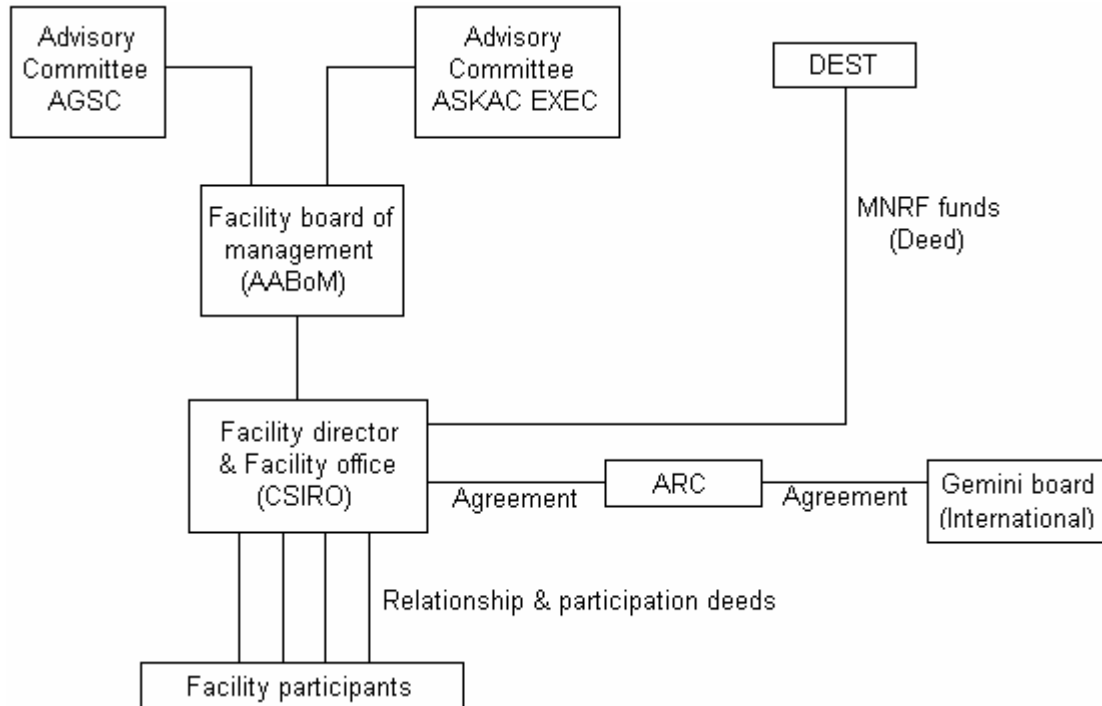 Advisory
Committee
AGSC
Advisory
Committee
ASKAC EXEC
DEST
Facility board of
management
(AABoM)
MNRF funds
(Deed)
Facility director
& Facility office
(CSIRO)
Agreement
ARC
Agreement
Gemini board
(International)
Relationship & participation deeds
Facility participants